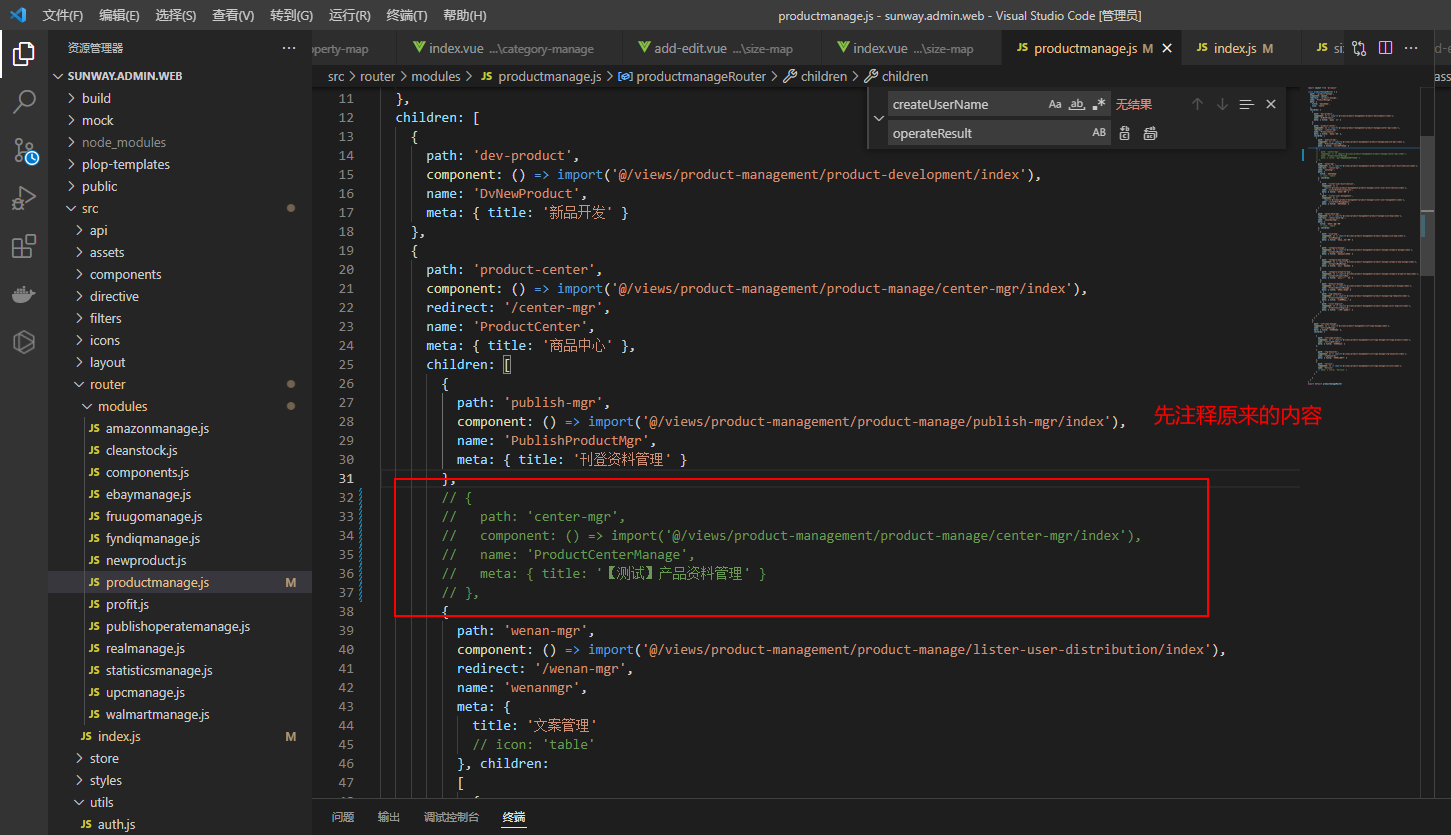 文件(F) 编辑(E) 选择(S) 查看(V) 转到(G) 运行(R) 终端(T) 帮助(H)
productmanage.js - sunway.admin.web - Visual Studio Code [管理员]
资源管理器 ···
perty-map index.vue ...\category-manage add-edit.vue ...\size-map index.vue ...\size-map JS productmanage.js M JS index.js M JS si ···
src > router > modules > JS productmanage.js > productmanageRouter > children > children
SUNWAY.ADMIN.WEB
build
mock
node_modules
plop-templates
public
src
api
assets
components
directive
filters
icons
layout
router
modules
JS amazonmanage.js
JS cleanstock.js
JS components.js
JS ebaymanage.js
JS fruugomanage.js
JS fyndiqmanage.js
JS newproduct.js
JS productmanage.js M
JS profit.js
JS publishoperatemanage.js
JS realmanage.js
JS statisticsmanage.js
JS upcmanage.js
JS walmartmanage.js
JS index.js M
store
styles
utils
JS auth.js
createUserName Aa ab .* 无结果
operateResult AB
11 },
12 children: [
13 {
14 path: 'dev-product',
15 component: () => import('@/views/product-management/product-development/index'),
16 name: 'DvNewProduct',
17 meta: { title: '新品开发' }
18 },
19 {
20 path: 'product-center',
21 component: () => import('@/views/product-management/product-manage/center-mgr/index'),
22 redirect: '/center-mgr',
23 name: 'ProductCenter',
24 meta: { title: '商品中心' },
25 children: [
26 {
27 path: 'publish-mgr',
28 component: () => import('@/views/product-management/product-manage/publish-mgr/index'),
29 name: 'PublishProductMgr',
30 meta: { title: '刊登资料管理' }
31 },
32 // {
33 // path: 'center-mgr',
34 // component: () => import('@/views/product-management/product-manage/center-mgr/index'),
35 // name: 'ProductCenterManage',
36 // meta: { title: '【测试】产品资料管理' }
37 // },
38 {
39 path: 'wenan-mgr',
40 component: () => import('@/views/product-management/product-manage/lister-user-distribution/index'),
41 redirect: '/wenan-mgr',
42 name: 'wenanmgr',
43 meta: {
44 title: '文案管理'
45 // icon: 'table'
46 }, children:
47 [
先注释原来的内容
问题 输出 调试控制台 终端